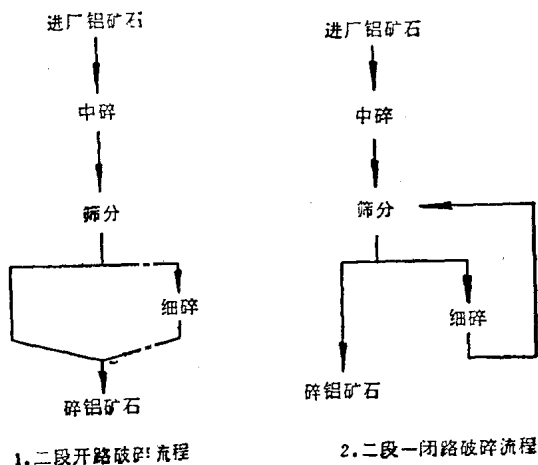 进厂铝矿石
中碎
筛分
细碎
碎铝矿石
1.二段开路破碎流程
进厂铝矿石
中碎
筛分
细碎
碎铝矿石
2.二段一闭路破碎流程